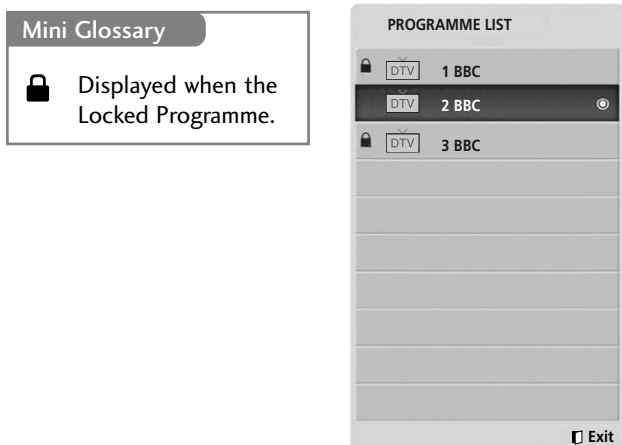 Mini Glossary
Displayed when the
Locked Programme.
PROGRAMME LIST
DTV 1 BBC
DTV 2 BBC
DTV 3 BBC
Exit